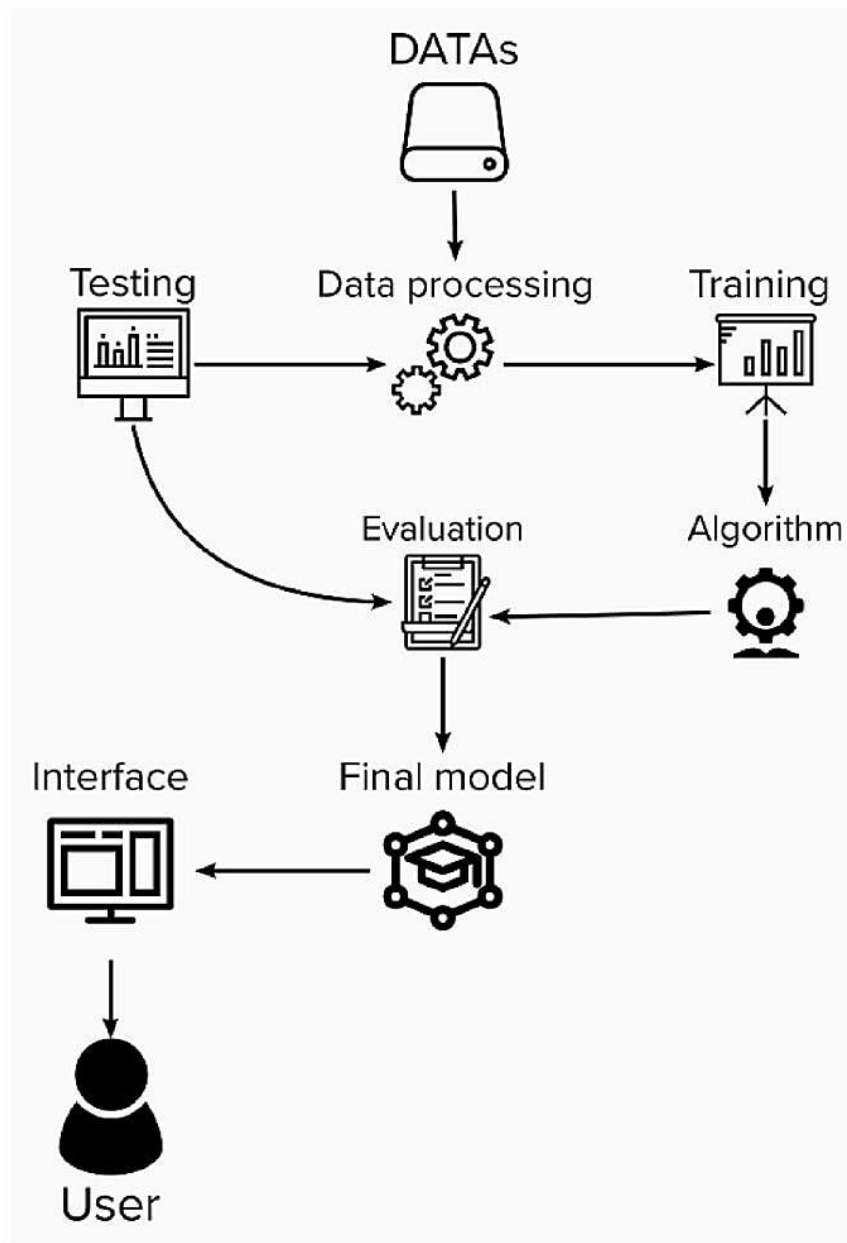 DATAs
Testing
Data processing
Training
Evaluation
Algorithm
Interface
Final model
User